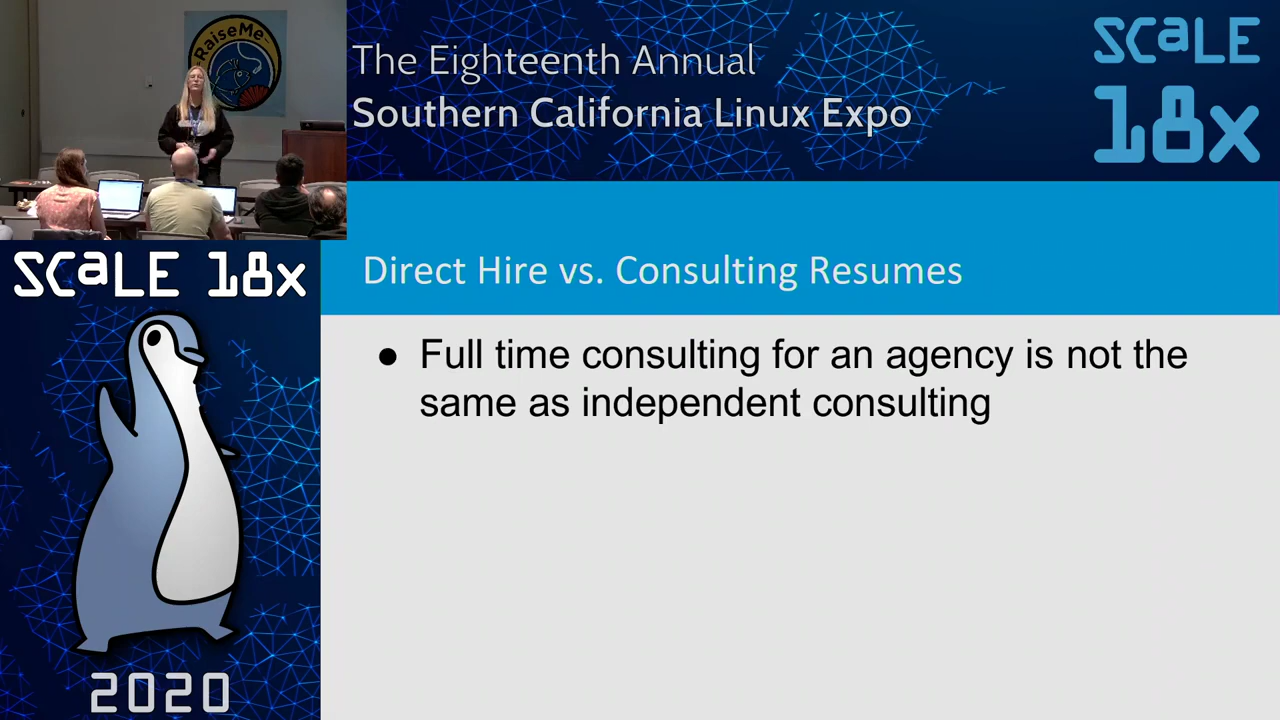 RaiseMe
The Eighteenth Annual
Southern California Linux Expo
SCaLE
18x
SCaLE 18x
2020
Direct Hire vs. Consulting Resumes
● Full time consulting for an agency is not the
same as independent consulting